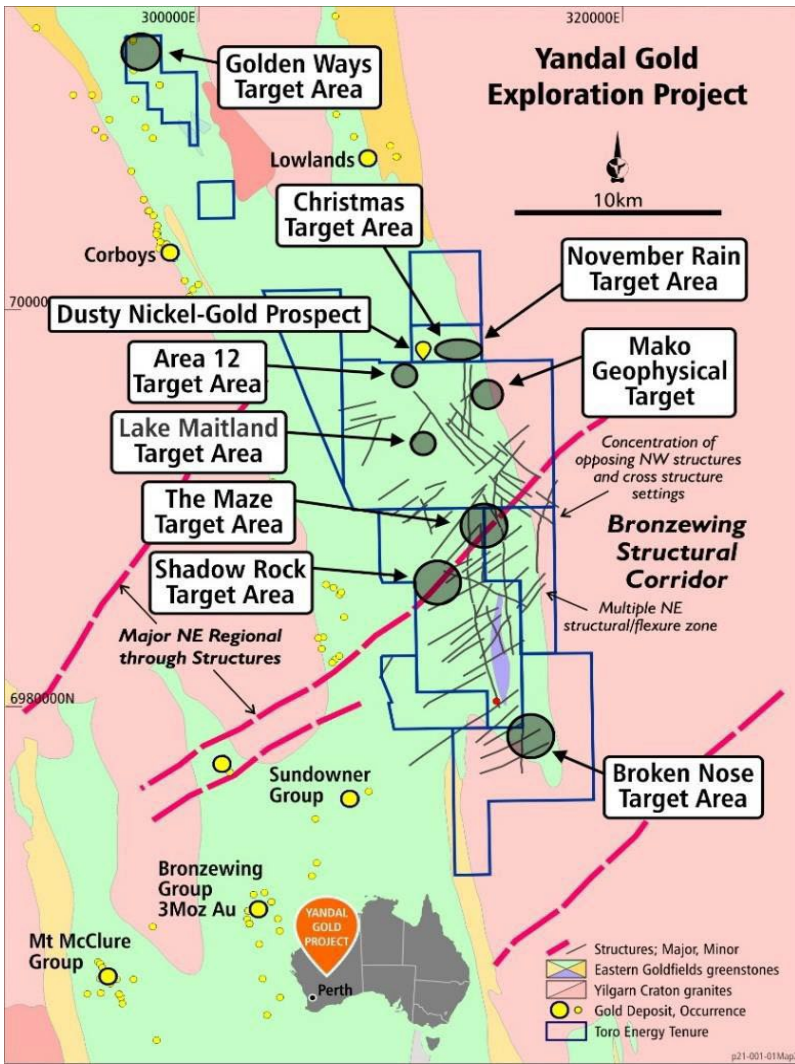 300000E
320000E
Golden Ways
Target Area
Yandal Gold
Exploration Project
Lowlands
10km
Christmas
Target Area
Corboys
November Rain
Target Area
70000
Dusty Nickel-Gold Prospect
Area 12
Target Area
Mako
Geophysical
Target
Lake Maitland
Target Area
Concentration of
opposing NW structures
and cross structure
settings
The Maze
Target Area
Bronzewing
Structural
Corridor
Shadow Rock
Target Area
Multiple NE
structural/flexure zone
Major NE Regional
through Structures
6980000N
Sundowner
Group
Broken Nose
Target Area
Bronzewing
Group
3Moz Au
YANDAL
GOLD
PROJECT
Mt McClure
Group
Perth
Structures; Major, Minor
Eastern Goldfields greenstones
Yilgarn Craton granites
Gold Deposit, Occurrence
Toro Energy Tenure
p21-001-01Map